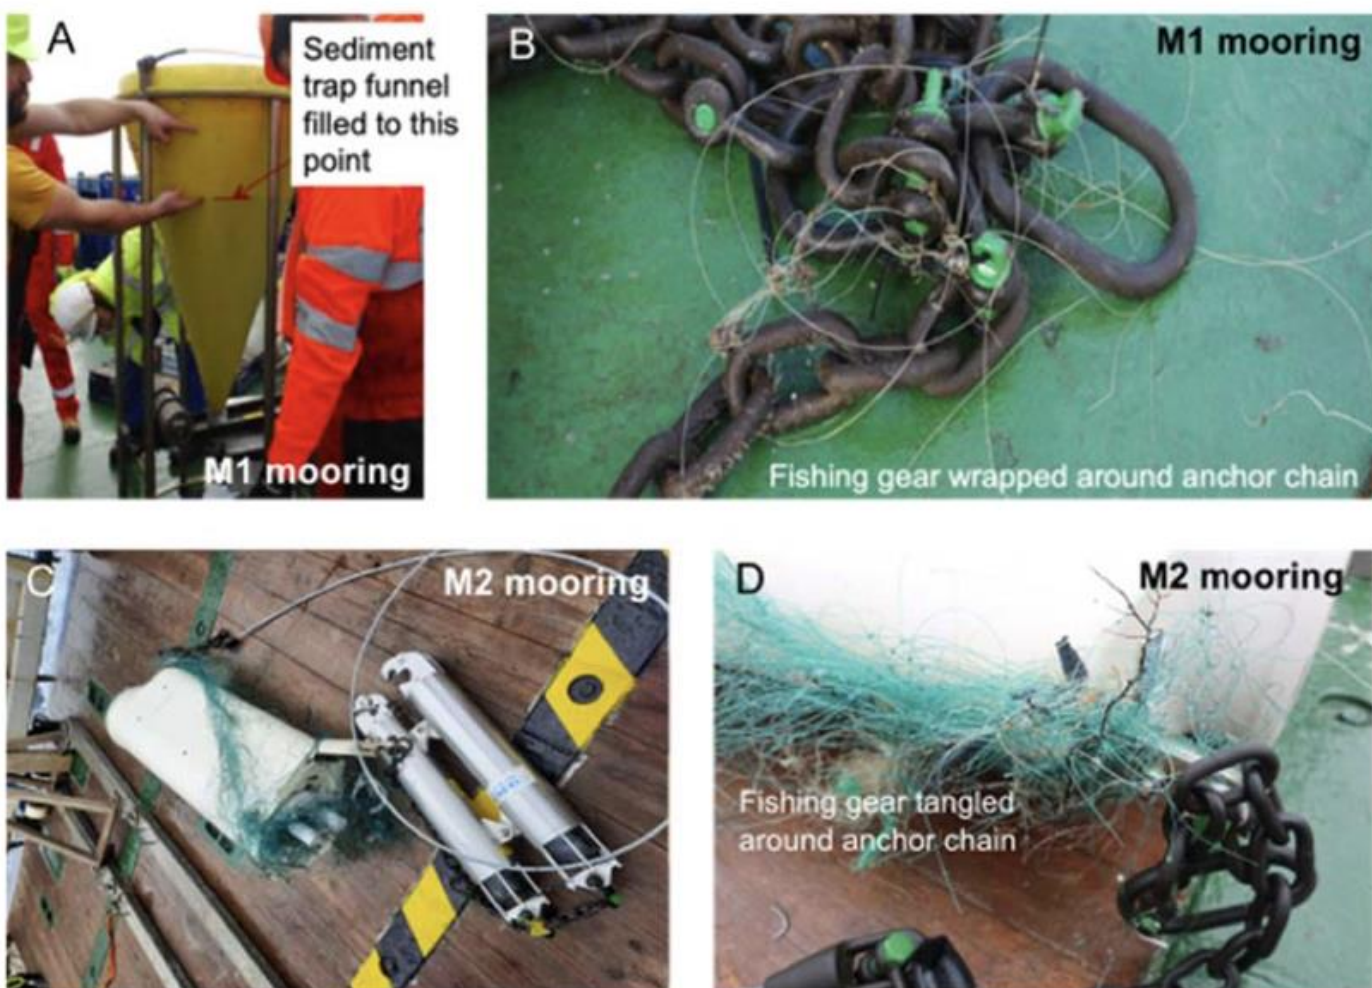 A
Sediment
trap funnel
filled to this
point
M1 mooring
B
M1 mooring
Fishing gear wrapped around anchor chain
C
M2 mooring
D
M2 mooring
Fishing gear tangled
around anchor chain